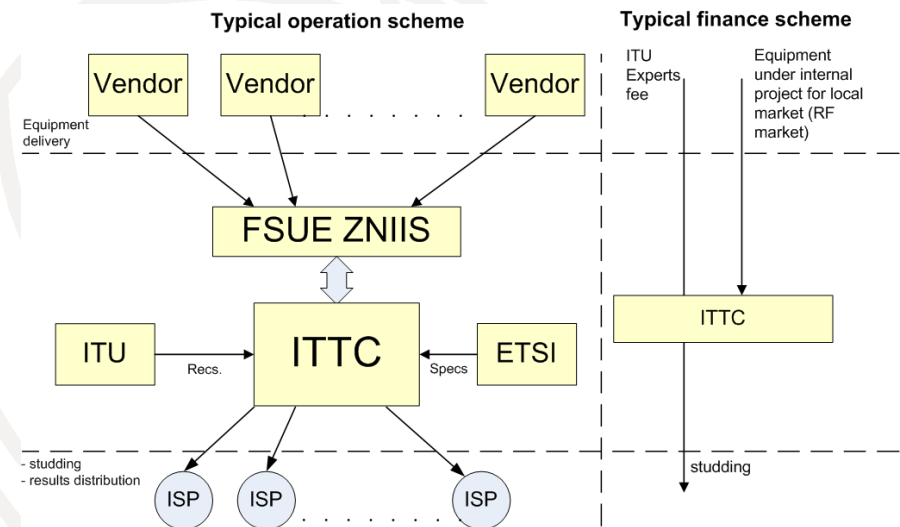 Typical operation scheme
Vendor
Vendor
Vendor
. . . . . . . . .
Equipment
delivery
FSUE ZNIIS
ITU
Recs.
ITTC
Specs
ETSI
- studding
- results distribution
ISP
ISP
ISP
. . . . . . . . .
Typical finance scheme
ITU
Experts
fee
Equipment
under internal
project for local
market (RF
market)
ITTC
studding